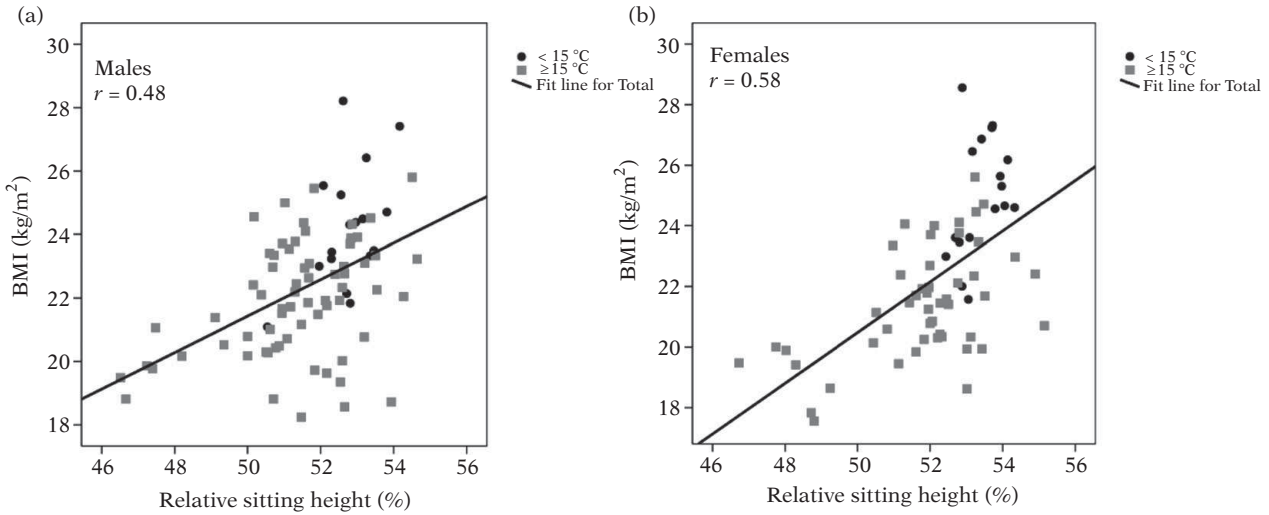 (a)
30
28
26
24
22
20
18
BMI (kg/m²)
Males
r = 0.48
46 48 50 52 54 56
Relative sitting height (%)
< 15 °C
≥15 °C
Fit line for Total
(b)
30
28
26
24
22
20
18
BMI (kg/m²)
Females
r = 0.58
46 48 50 52 54 56
Relative sitting height (%)
< 15 °C
≥15 °C
Fit line for Total